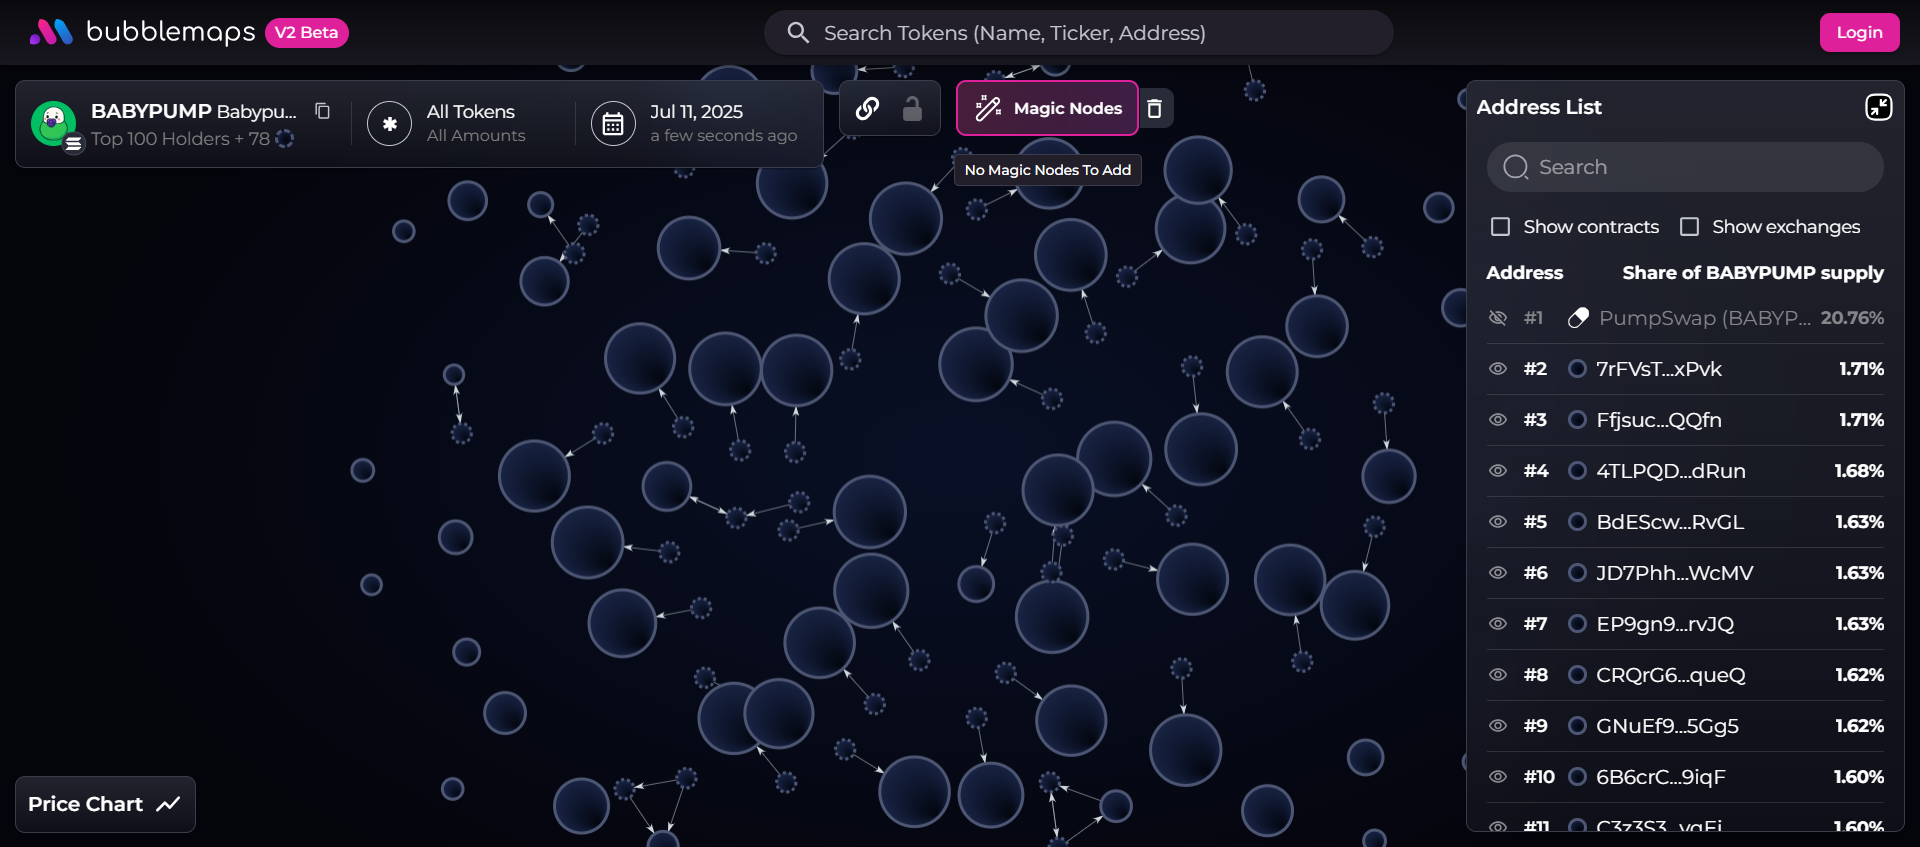 bubblemaps V2 Beta
Search Tokens (Name, Ticker, Address)
Login
BABYPUMP Babypu...
Top 100 Holders + 78
All Tokens
All Amounts
Jul 11, 2025
a few seconds ago
Magic Nodes
No Magic Nodes To Add
Address List
Search
Show contracts Show exchanges
Address Share of BABYPUMP supply
#1 PumpSwap (BABYP... 20.76%
#2 7rFVsT...xPvk 1.71%
#3 Ffjsuc...QQfn 1.71%
#4 4TLPQD...dRun 1.68%
#5 BdEScw...RvGL 1.63%
#6 JD7Phh...WcMV 1.63%
#7 EP9gn9...rvJQ 1.63%
#8 CRQrG6...queQ 1.62%
#9 GNuEf9...5Gg5 1.62%
#10 6B6crC...9iqF 1.60%
#11 1.60%
Price Chart